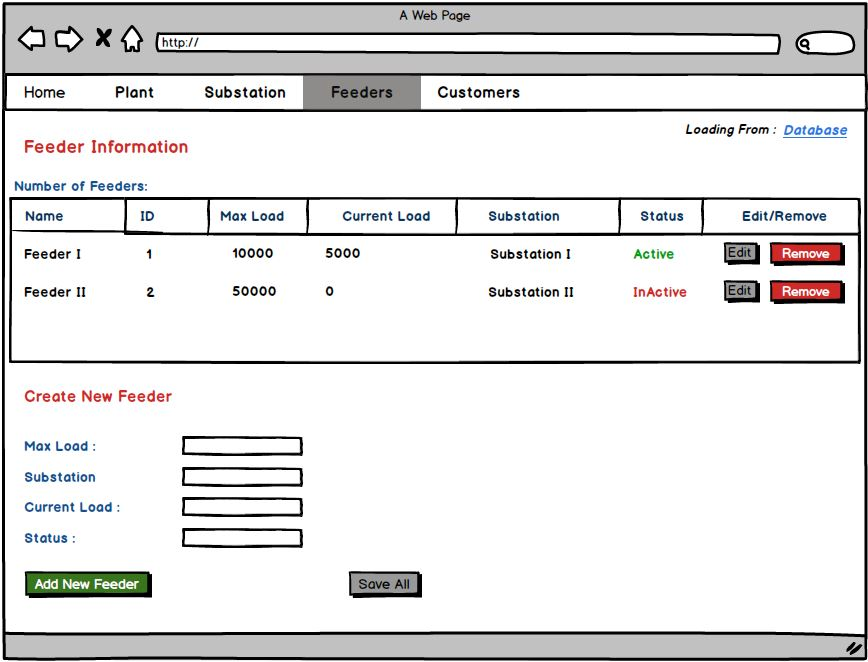 A Web Page
http://
Home Plant Substation Feeders Customers
Loading From : Database
Feeder Information
Number of Feeders:
Name ID Max Load Current Load Substation Status Edit/Remove
Feeder I 1 10000 5000 Substation I Active Edit Remove
Feeder II 2 50000 0 Substation II InActive Edit Remove
Create New Feeder
Max Load :
Substation
Current Load :
Status :
Add New Feeder Save All